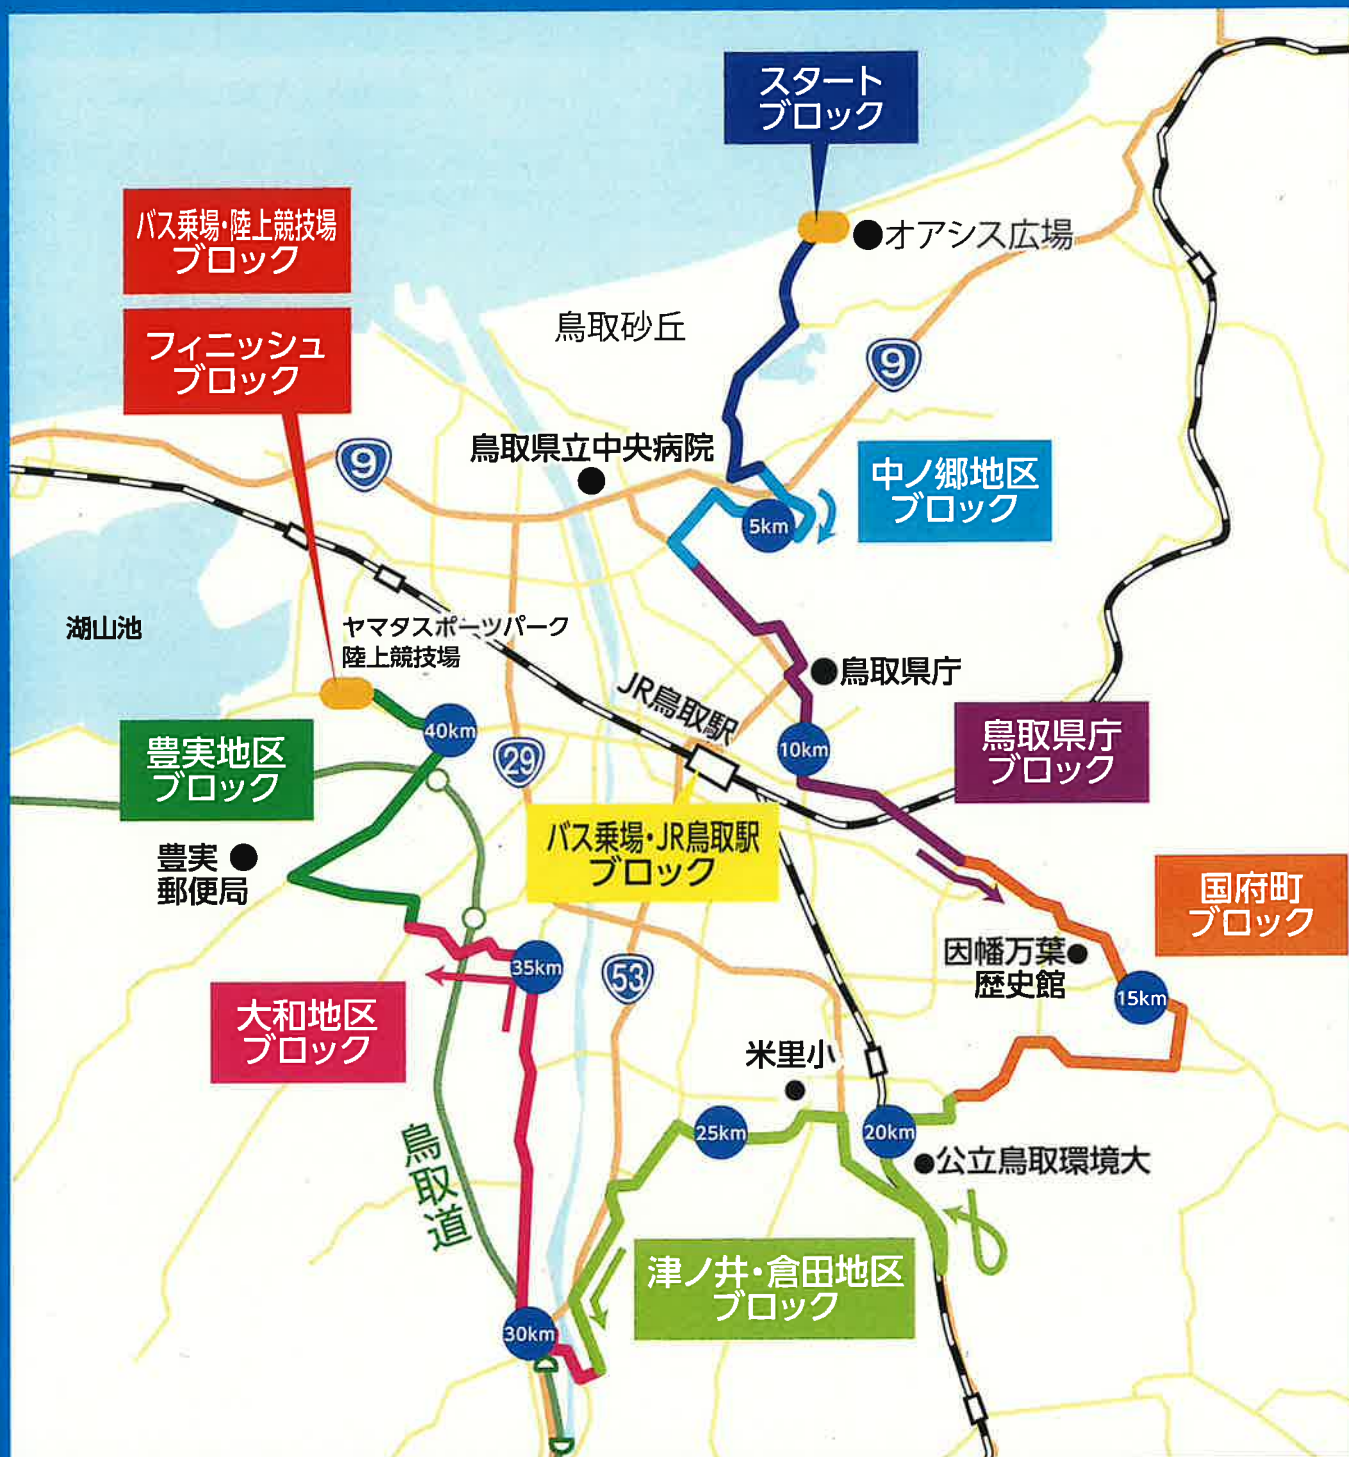 スタート
ブロック
バス乗場・陸上競技場
ブロック
オアシス広場
フィニッシュ
ブロック
鳥取砂丘
9
9
鳥取県立中央病院
中ノ郷地区
ブロック
5km
湖山池
ヤマタスポーツパーク
陸上競技場
鳥取県庁
JR鳥取駅
40km
10km
鳥取県庁
ブロック
豊実地区
ブロック
29
バス乗場・JR鳥取駅
ブロック
豊実
郵便局
国府町
ブロック
因幡万葉
歴史館
35km
53
15km
大和地区
ブロック
米里小
25km
20km
公立鳥取環境大
鳥取道
津ノ井・倉田地区
ブロック
30km